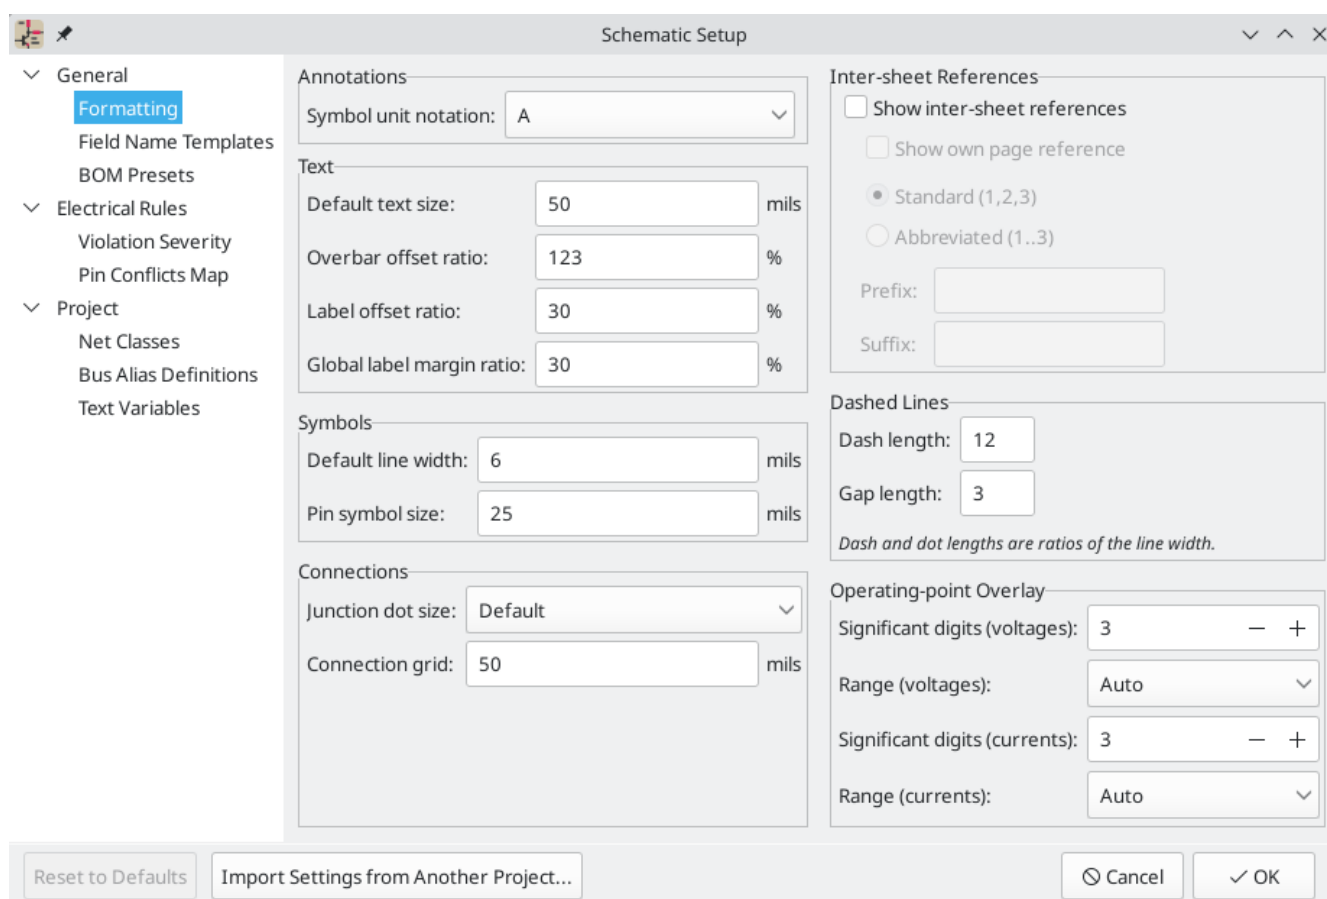 Schematic Setup
General
Formatting
Field Name Templates
BOM Presets
Electrical Rules
Violation Severity
Pin Conflicts Map
Project
Net Classes
Bus Alias Definitions
Text Variables
Annotations
Symbol unit notation: A
Text
Default text size: 50 mils
Overbar offset ratio: 123 %
Label offset ratio: 30 %
Global label margin ratio: 30 %
Symbols
Default line width: 6 mils
Pin symbol size: 25 mils
Connections
Junction dot size: Default
Connection grid: 50 mils
Inter-sheet References
Show inter-sheet references
Show own page reference
Standard (1,2,3)
Abbreviated (1..3)
Prefix:
Suffix:
Dashed Lines
Dash length: 12
Gap length: 3
Dash and dot lengths are ratios of the line width.
Operating-point Overlay
Significant digits (voltages): 3
Range (voltages): Auto
Significant digits (currents): 3
Range (currents): Auto
Reset to Defaults
Import Settings from Another Project...
Cancel
OK